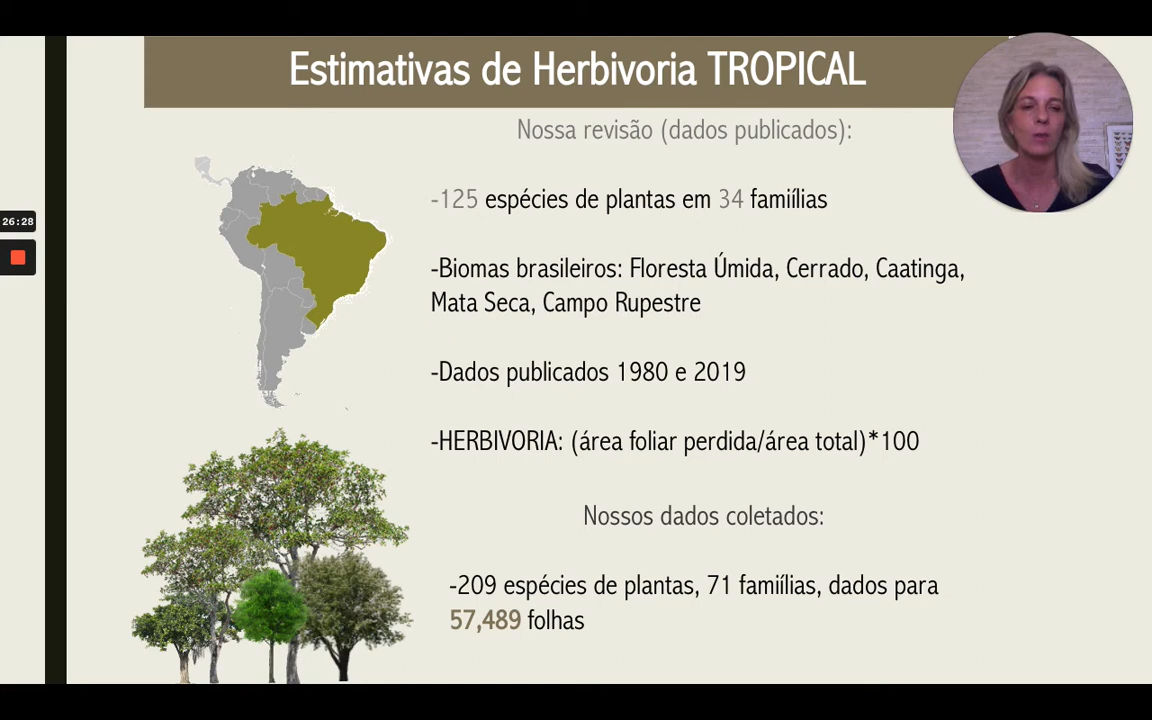 Estimativas de Herbivoria TROPICAL
Nossa revisão (dados publicados):
-125 espécies de plantas em 34 famiílias
-Biomas brasileiros: Floresta Úmida, Cerrado, Caatinga,
Mata Seca, Campo Rupestre
26:28
-Dados publicados 1980 e 2019
-HERBIVORIA: (área foliar perdida/área total)*100
Nossos dados coletados:
-209 espécies de plantas, 71 famiílias, dados para
57,489 folhas